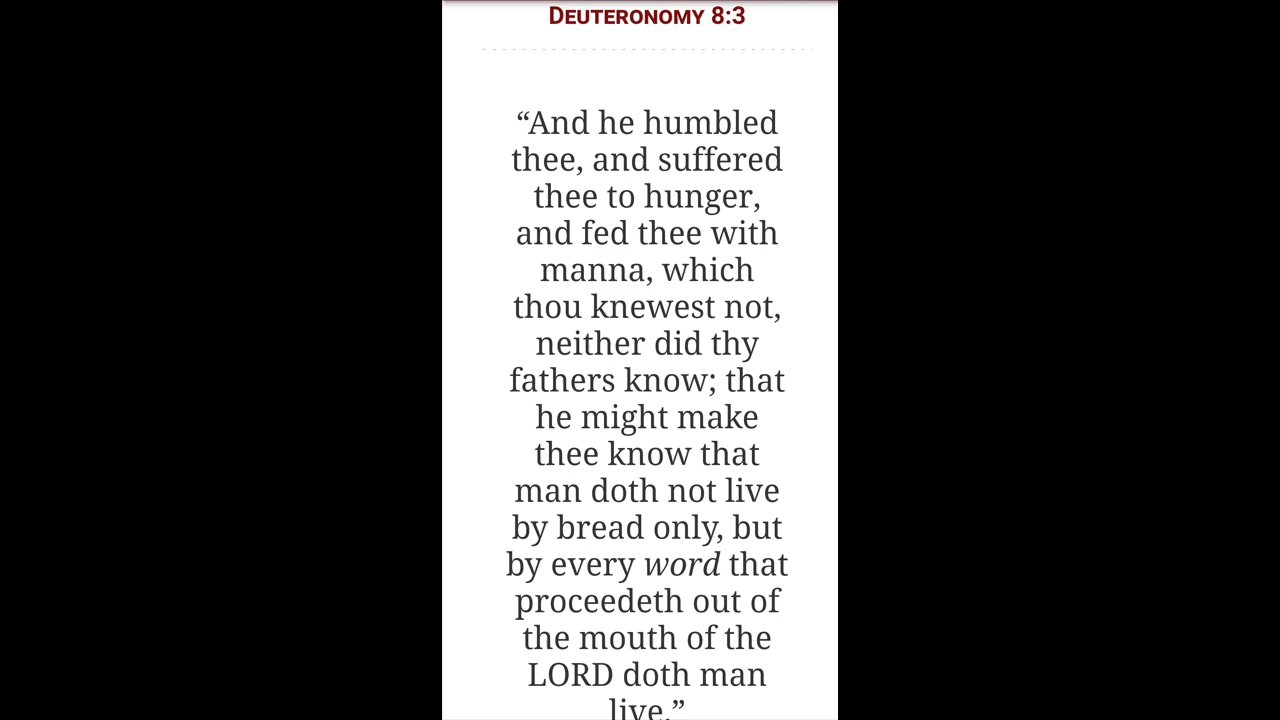 DEUTERONOMY 8:3
“And he humbled
thee, and suffered
thee to hunger,
and fed thee with
manna, which
thou knewest not,
neither did thy
fathers know; that
he might make
thee know that
man doth not live
by bread only, but
by every word that
proceedeth out of
the mouth of the
LORD doth man
live.”